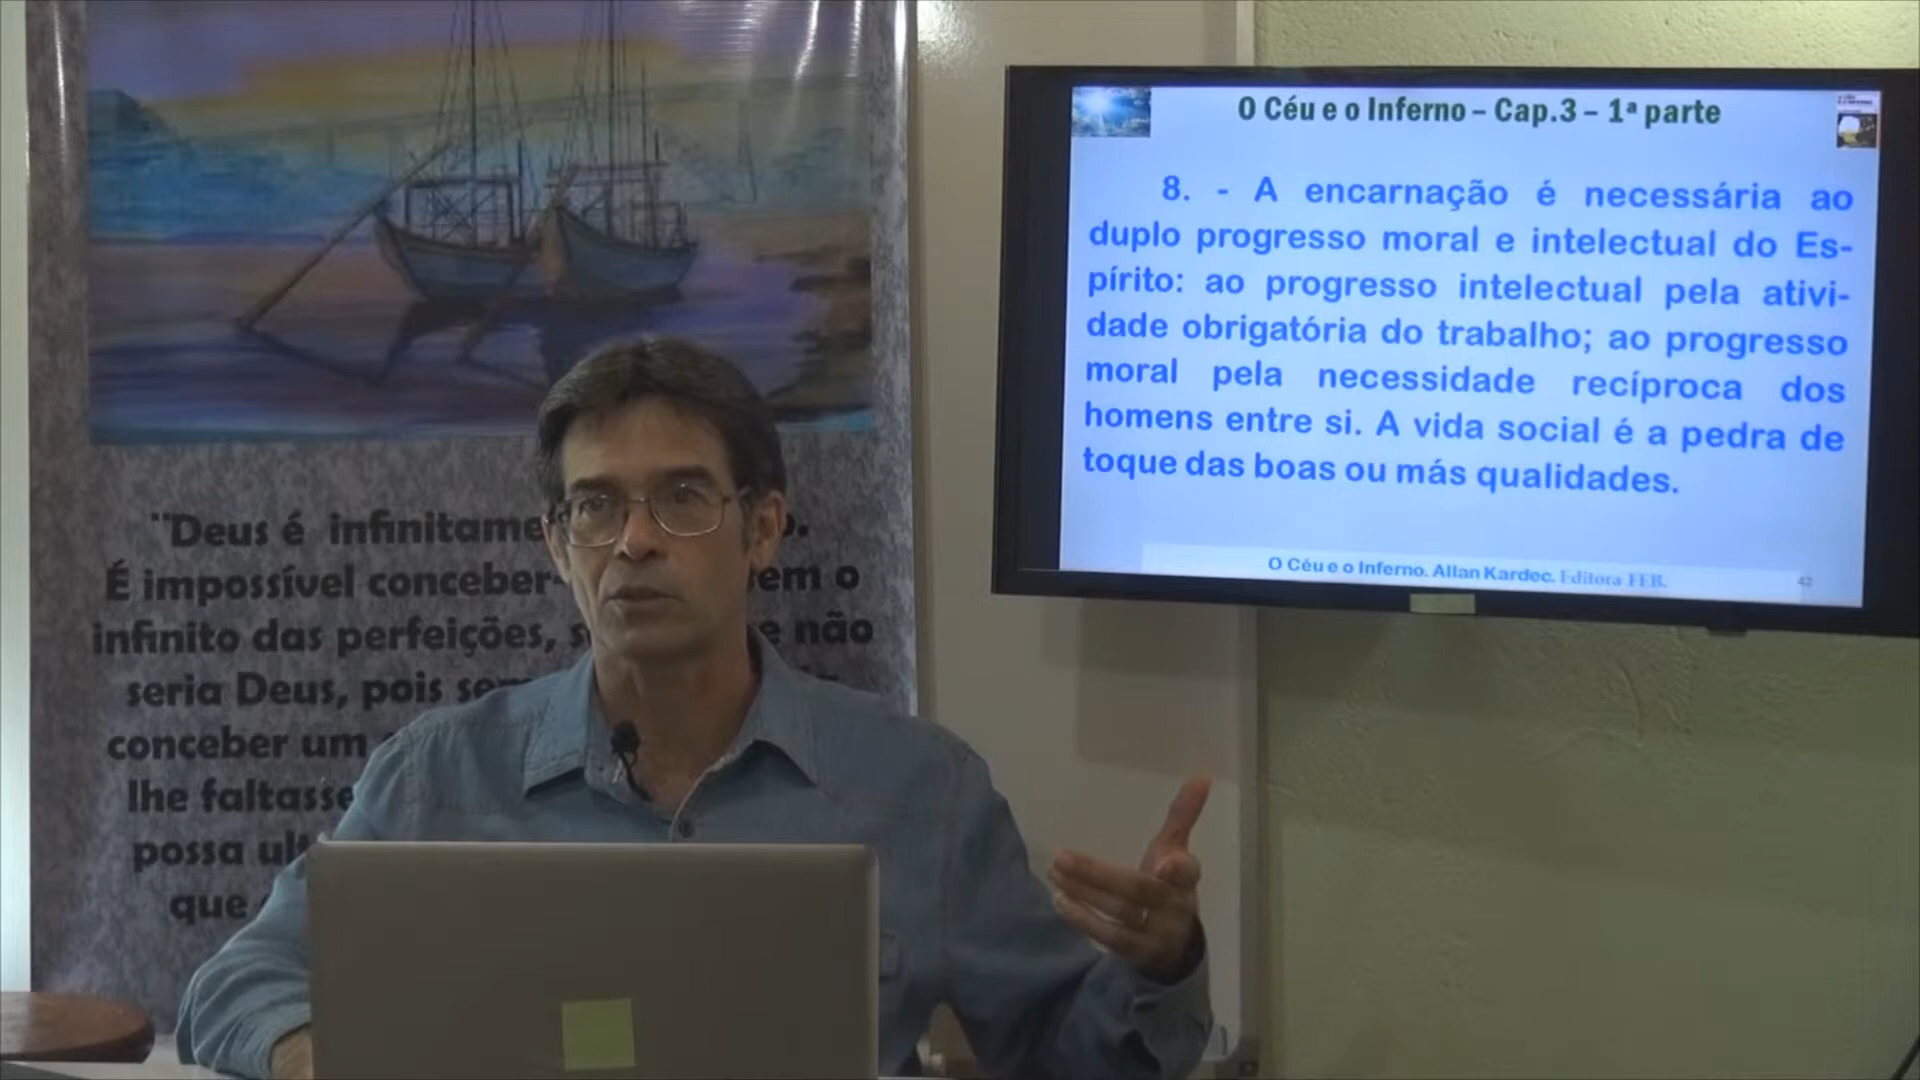 ¨Deus é infinitame
É impossível conceber- em o
infinito das perfeições, s e não
seria Deus, pois sem
conceber um
lhe faltasse
possa ult
que
O Céu e o Inferno – Cap.3 – 1ª parte
8. - A encarnação é necessária ao
duplo progresso moral e intelectual do Es-
pírito: ao progresso intelectual pela ativi-
dade obrigatória do trabalho; ao progresso
moral pela necessidade recíproca dos
homens entre si. A vida social é a pedra de
toque das boas ou más qualidades.
O Céu e o Inferno. Allan Kardec. Editora FEB.
42